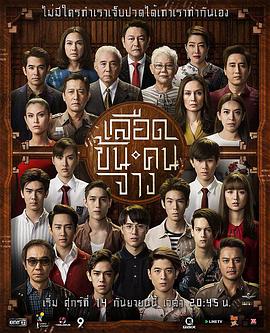 ไม่มีใครทำเราเจ็บปวดได้เท่าเราทำกันเอง
เลือด
ข้น • คน
จาง
เริ่ม ศุกร์ที่ 14 กันยายนนี้ เวลา 20:45 น.
9
LINETV